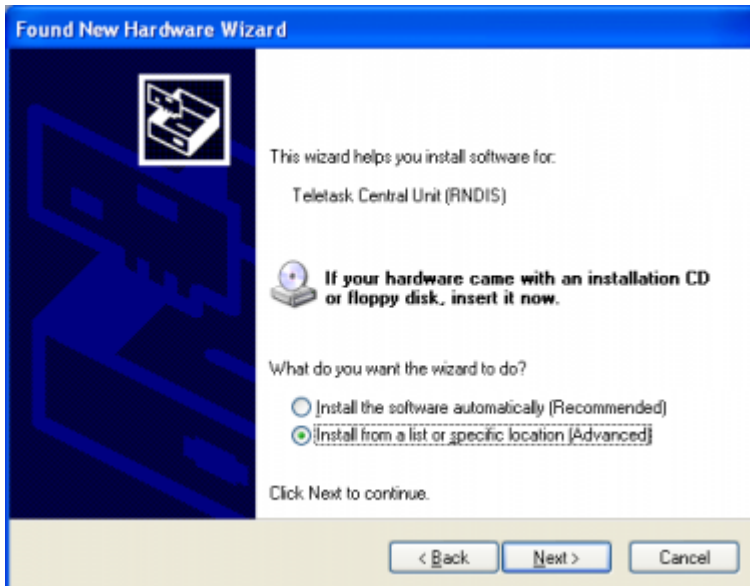 Found New Hardware Wizard
This wizard helps you install software for:
Teletask Central Unit (RNDIS)
If your hardware came with an installation CD
or floppy disk, insert it now.
What do you want the wizard to do?
Install the software automatically (Recommended)
Install from a list or specific location (Advanced)
Click Next to continue.
< Back Next > Cancel